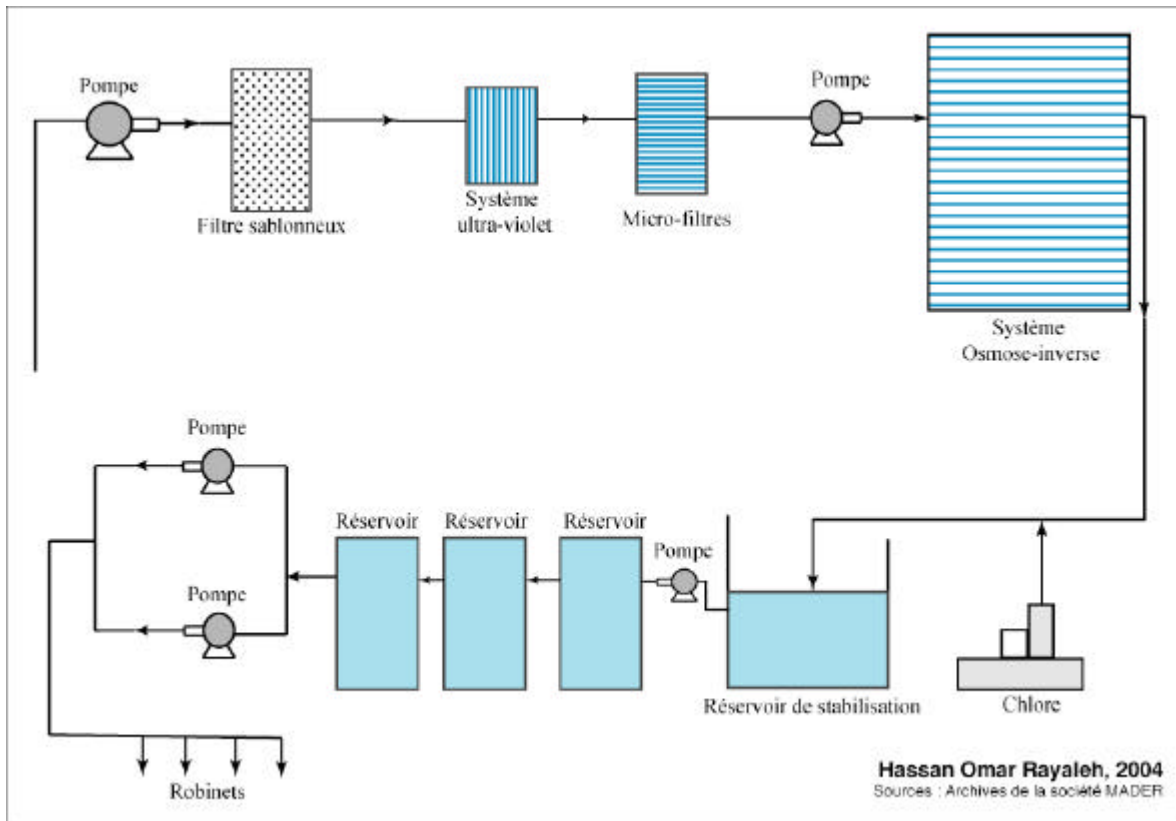 Pompe
Filtre sablonneux
Système
ultra-violet
Micro-filtres
Pompe
Système
Osmose-inverse
Pompe
Pompe
Réservoir
Réservoir
Réservoir
Pompe
Réservoir de stabilisation
Chlore
Robinets
Hassan Omar Rayaleh, 2004
Sources : Archives de la société MADER